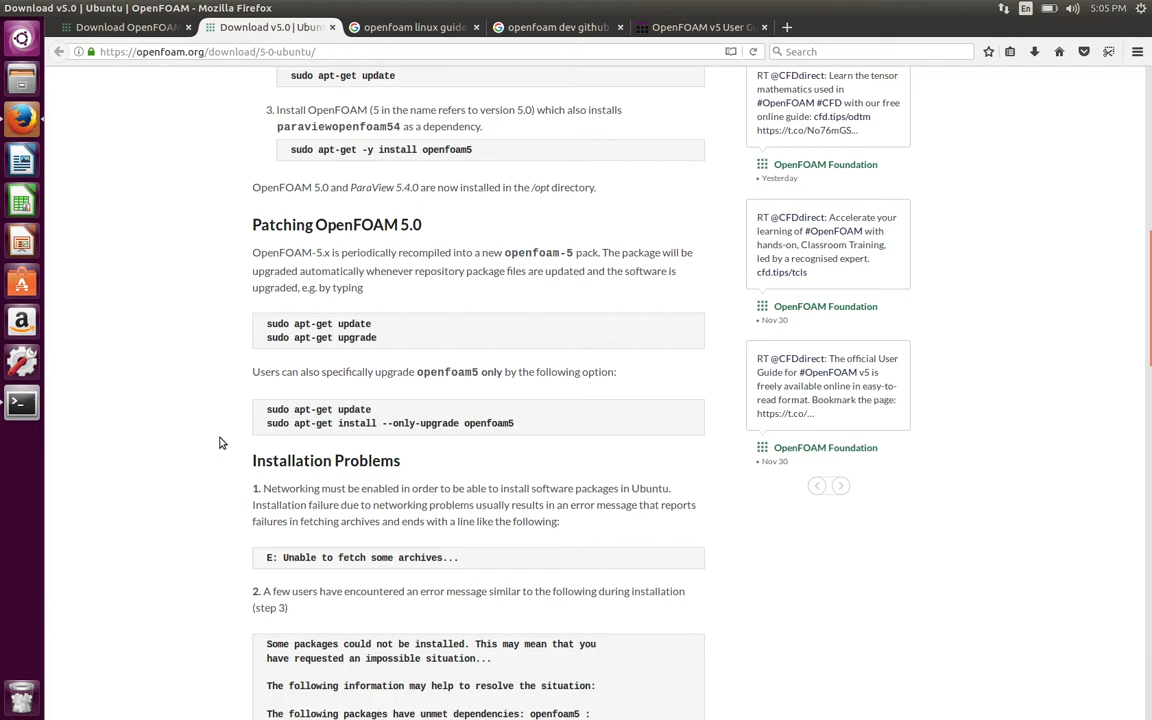 Download v5.0 | Ubuntu | OpenFOAM - Mozilla Firefox
En
5:05 PM
Download OpenFOAM
Download v5.0 | Ubun
openfoam linux guide
openfoam dev github
OpenFOAM v5 User G
https://openfoam.org/download/5-0-ubuntu/
Search
sudo apt-get update
3. Install OpenFOAM (5 in the name refers to version 5.0) which also installs
paraviewopenfoam54 as a dependency.
sudo apt-get -y install openfoam5
OpenFOAM 5.0 and ParaView 5.4.0 are now installed in the /opt directory.
Patching OpenFOAM 5.0
OpenFOAM-5.x is periodically recompiled into a new openfoam-5 pack. The package will be
upgraded automatically whenever repository package files are updated and the software is
upgraded, e.g. by typing
sudo apt-get update
sudo apt-get upgrade
Users can also specifically upgrade openfoam5 only by the following option:
sudo apt-get update
sudo apt-get install --only-upgrade openfoam5
Installation Problems
1. Networking must be enabled in order to be able to install software packages in Ubuntu.
Installation failure due to networking problems usually results in an error message that reports
failures in fetching archives and ends with a line like the following:
E: Unable to fetch some archives...
2. A few users have encountered an error message similar to the following during installation
(step 3)
Some packages could not be installed. This may mean that you
have requested an impossible situation...
The following information may help to resolve the situation:
The following packages have unmet dependencies: openfoam5 :
RT @CFDdirect: Learn the tensor
mathematics used in
#OpenFOAM #CFD with our free
online guide: cfd.tips/odtm
https://t.co/No76mGS...
OpenFOAM Foundation
• Yesterday
RT @CFDdirect: Accelerate your
learning of #OpenFOAM with
hands-on, Classroom Training,
led by a recognised expert.
cfd.tips/tcls
OpenFOAM Foundation
• Nov 30
RT @CFDdirect: The official User
Guide for #OpenFOAM v5 is
freely available online in easy-to-
read format. Bookmark the page:
https://t.co/...
OpenFOAM Foundation
• Nov 30